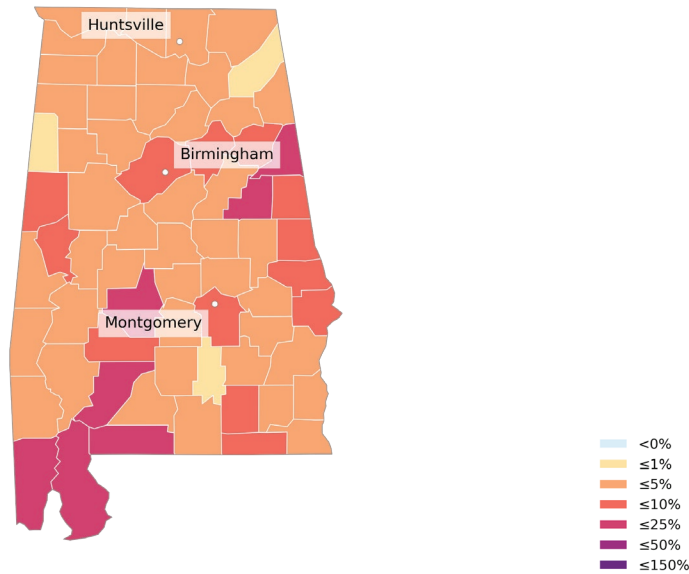 Huntsville
Birmingham
Montgomery
<0%
≤1%
≤5%
≤10%
≤25%
≤50%
≤150%